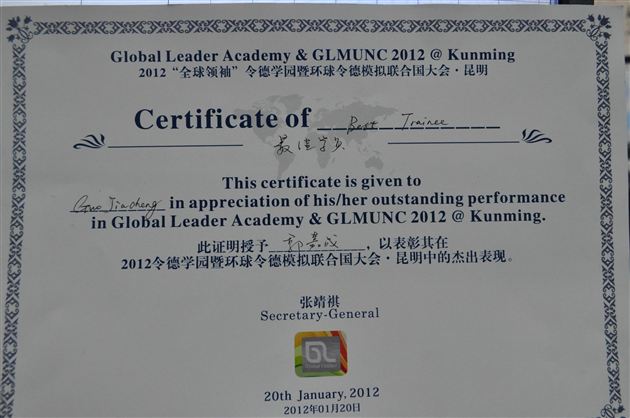 Global Leader Academy & GLMUNC 2012 @ Kunming
2012“全球领袖”令德学园暨环球令德模拟联合国大会·昆明
Certificate of Best Trainee
最佳学员
This certificate is given to
Guo Jiacheng in appreciation of his/her outstanding performance
in Global Leader Academy & GLMUNC 2012 @ Kunming.
此证明授予 郭嘉成 ,以表彰其在
2012令德学园暨环球令德模拟联合国大会·昆明中的杰出表现。
张靖祺
Secretary-General
GL
Global Leader
20th January, 2012
2012年01月20日